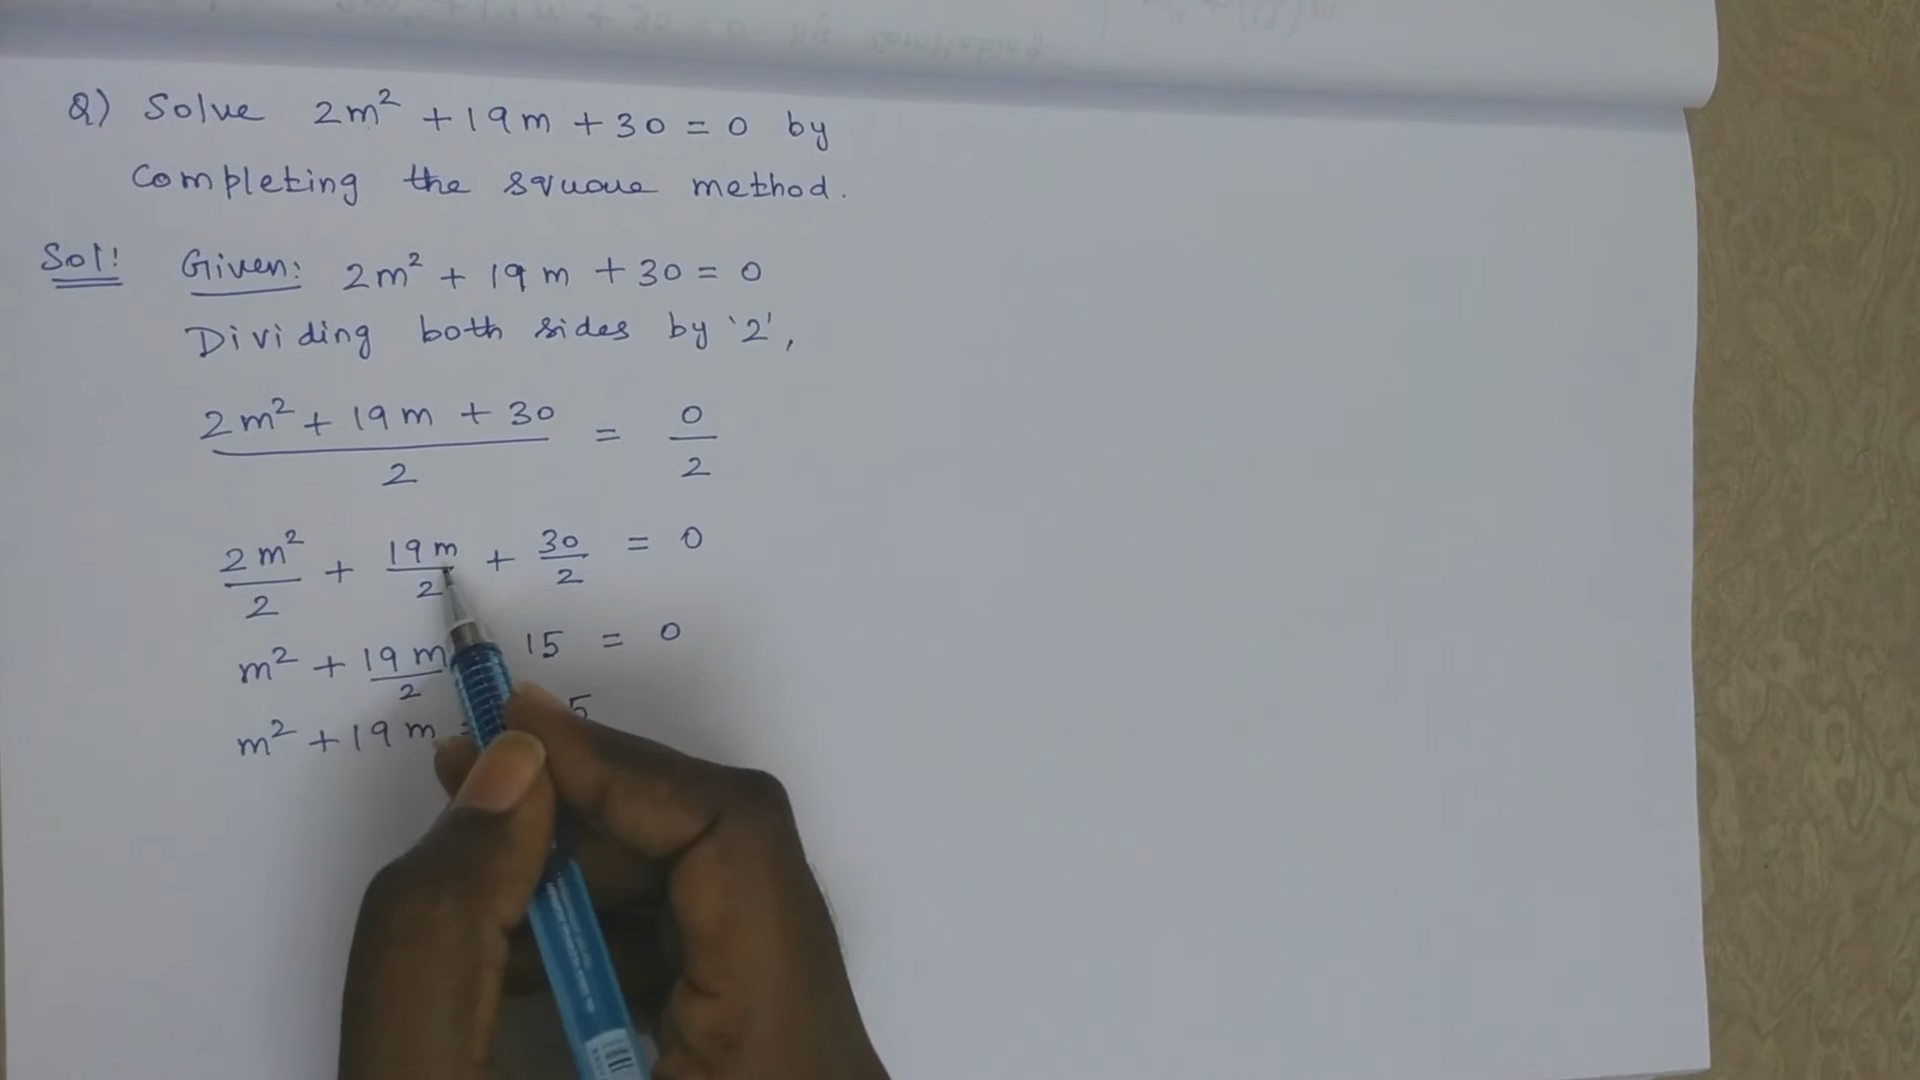 Q) Solve 2m² + 19m + 30 = 0 by
completing the square method.
Sol: Given: 2m² + 19m + 30 = 0
Dividing both sides by '2',
2m² + 19m + 30 / 2 = 0/2
2m²/2 + 19m/2 + 30/2 = 0
m² + 19m/2 15 = 0
m² + 19m = 5